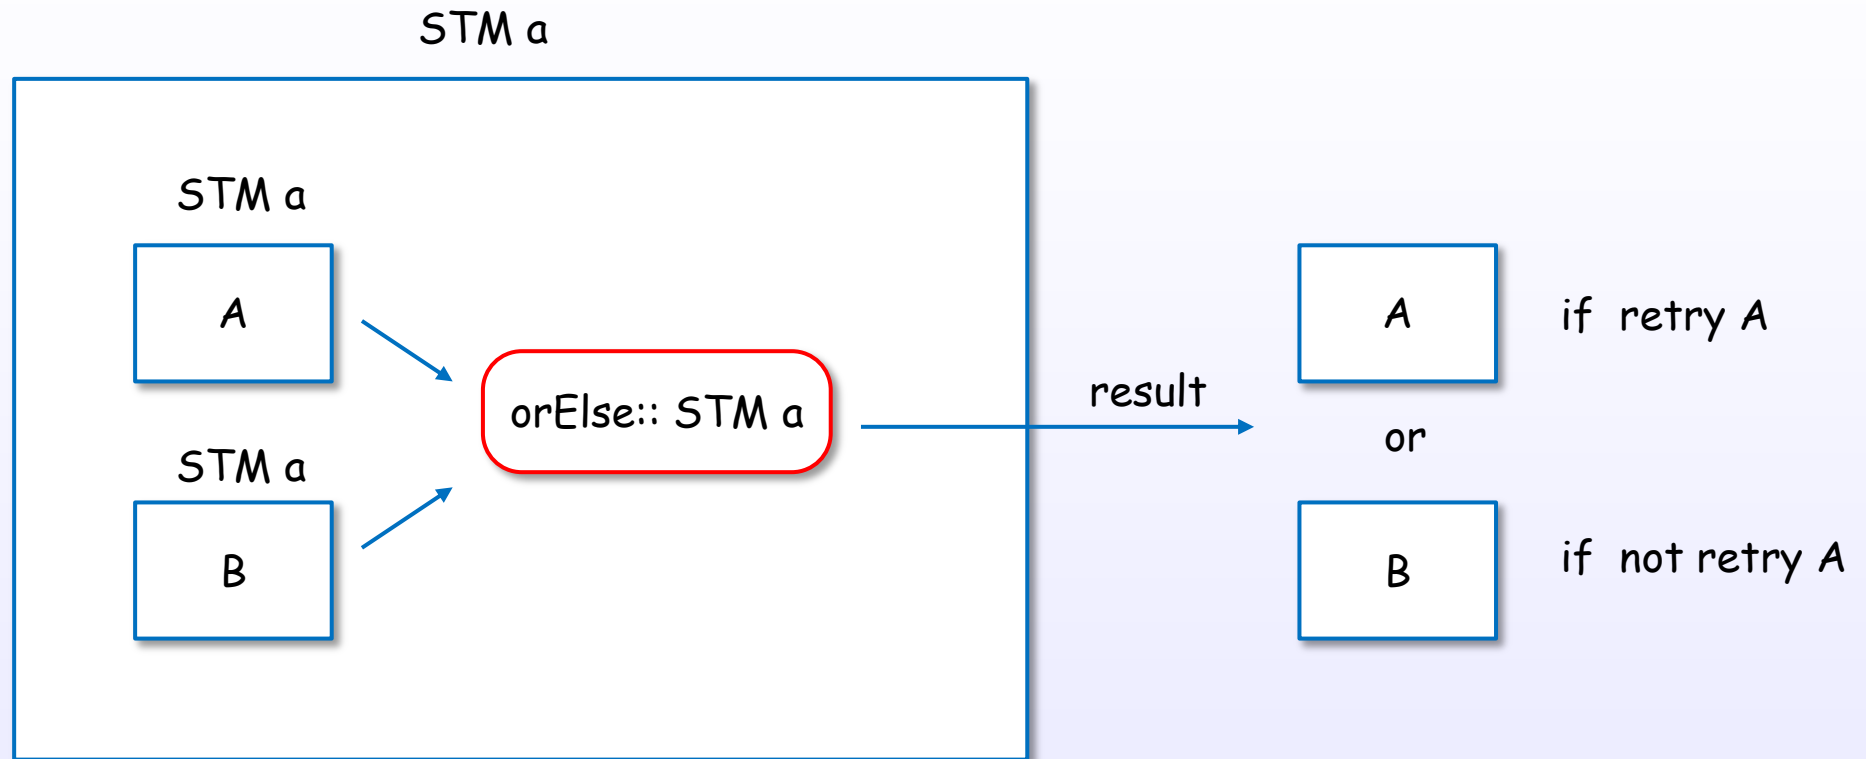 STM a
STM a
A
STM a
B
orElse:: STM a
result
A
if retry A
or
B
if not retry A